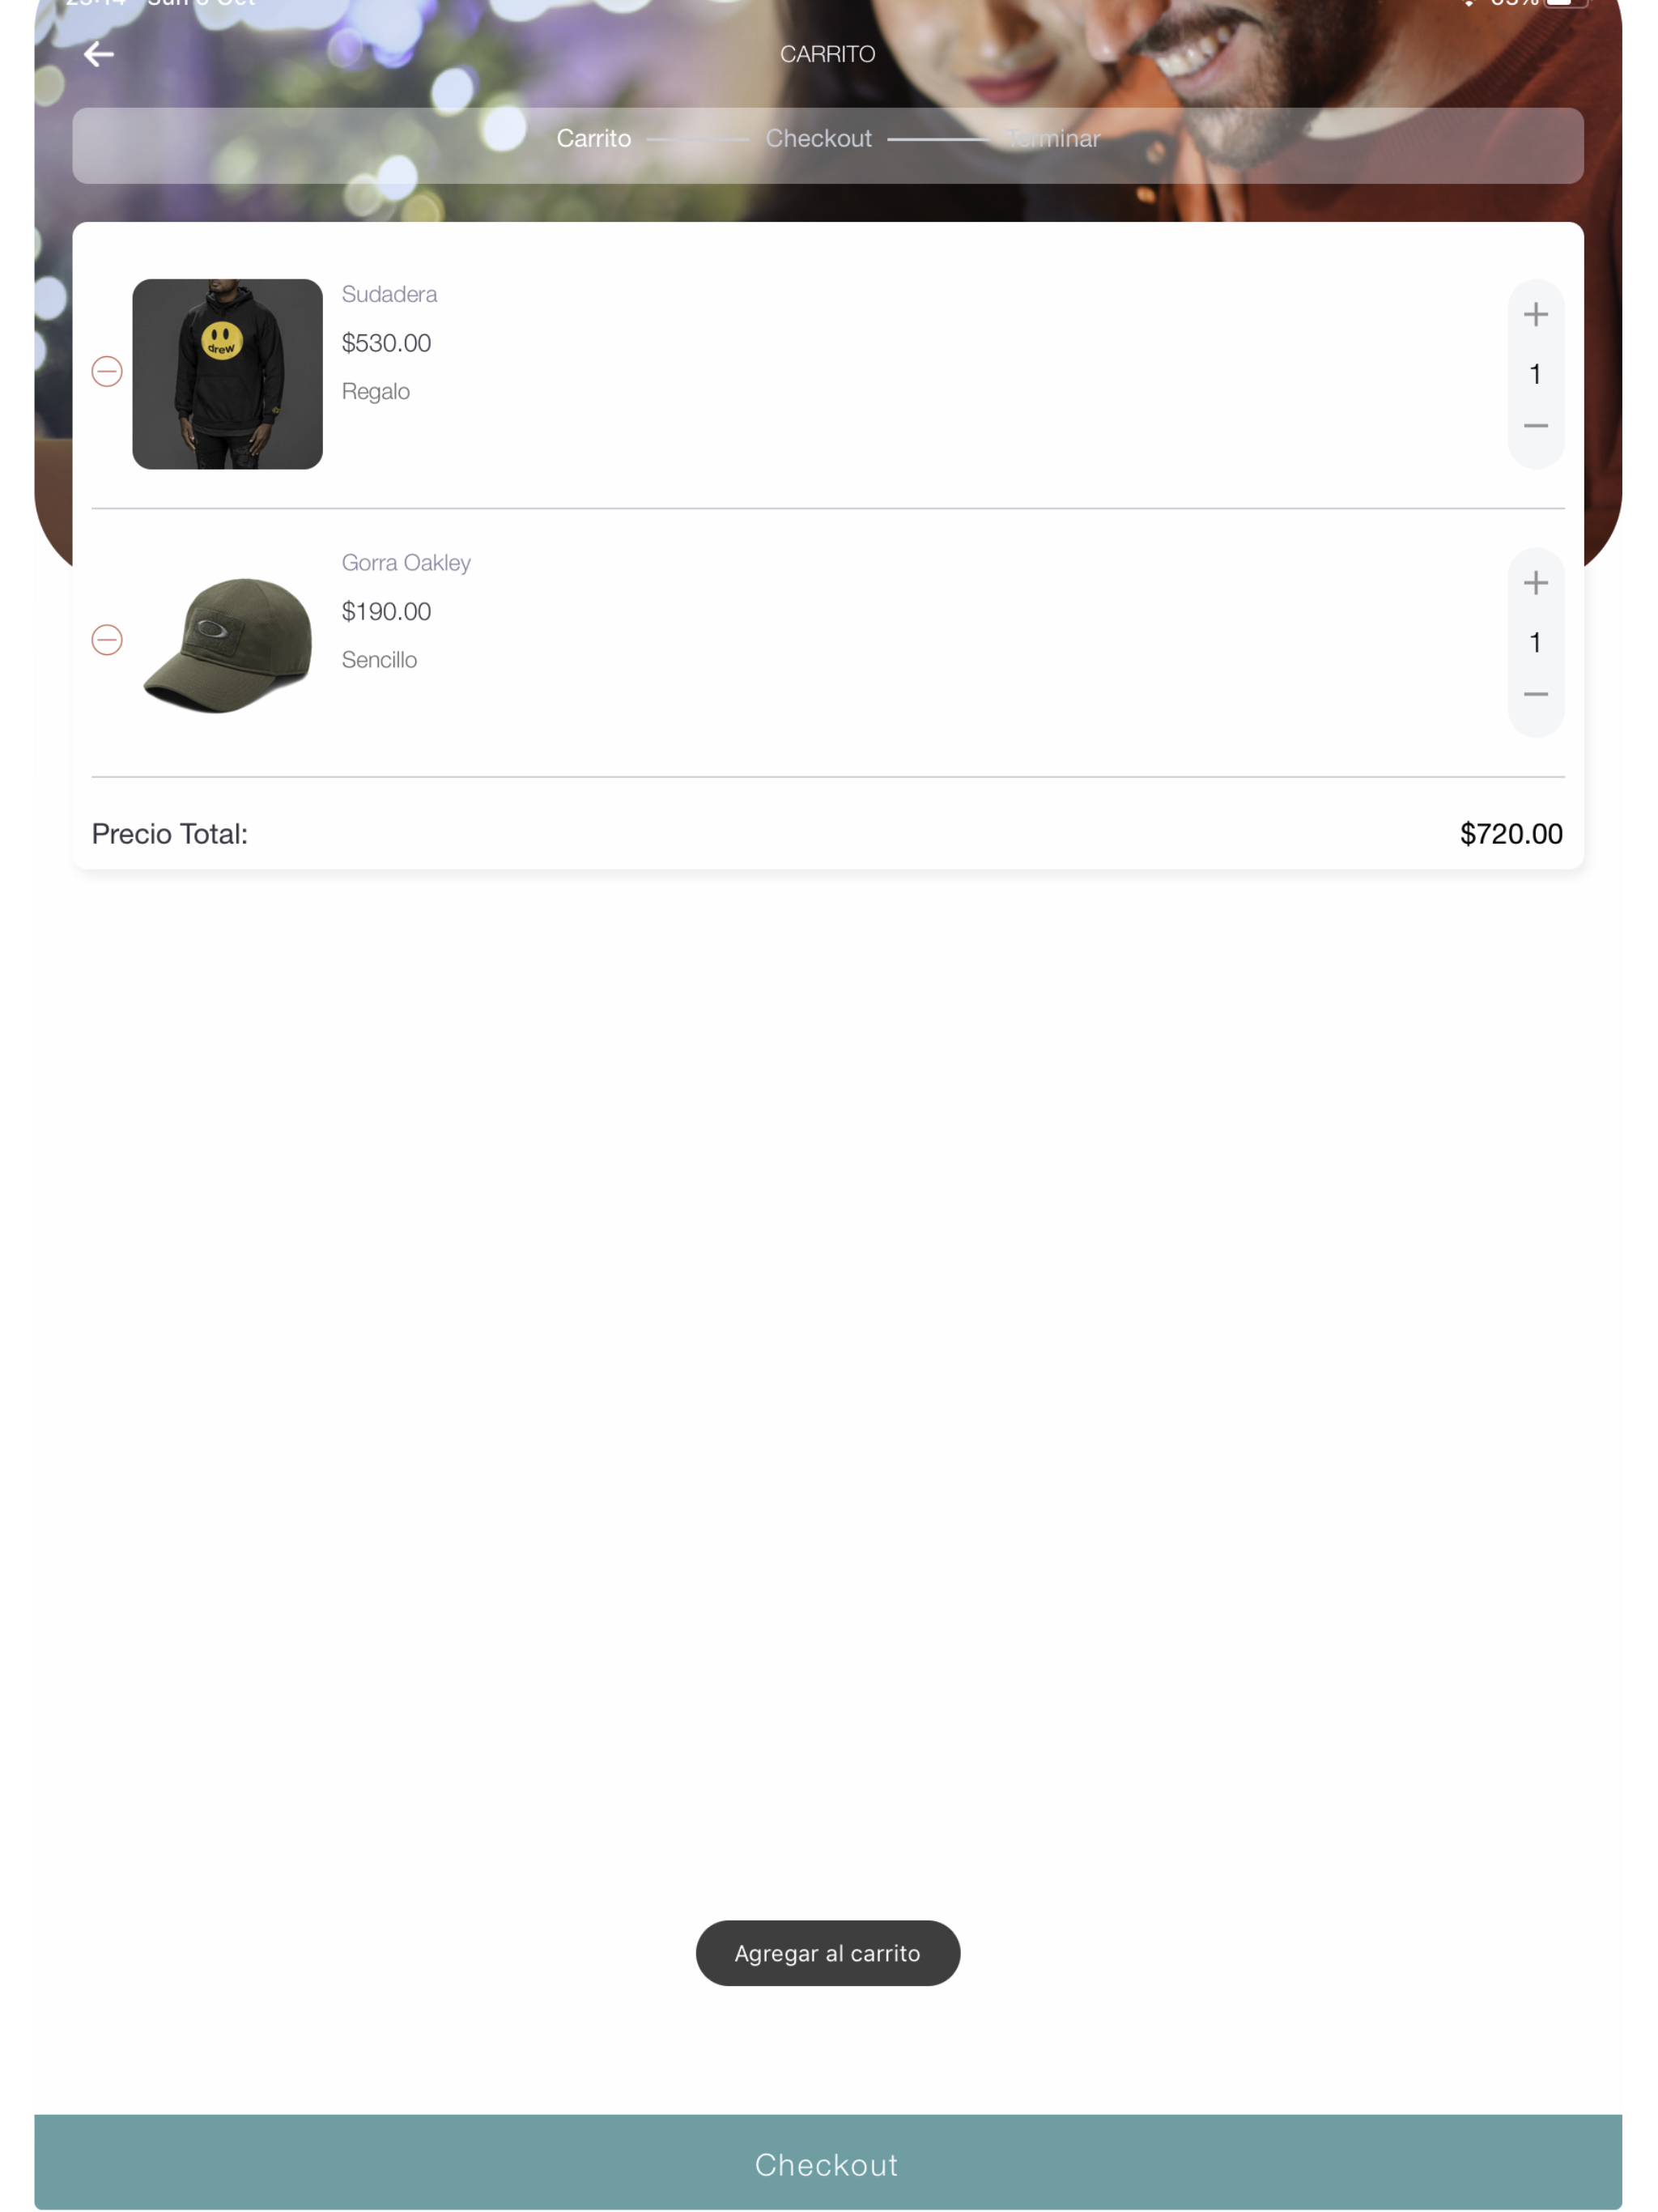 CARRITO
Carrito Checkout Terminar
Sudadera
$530.00
Regalo
drew
+
1
−
Gorra Oakley
$190.00
Sencillo
+
1
−
Precio Total: $720.00
Agregar al carrito
Checkout